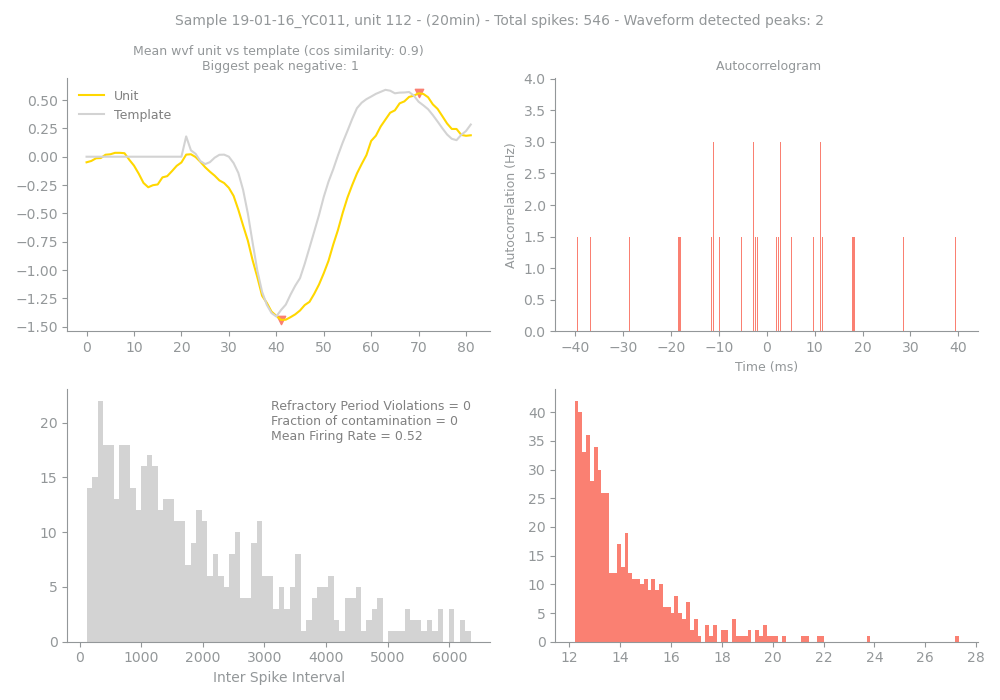 Sample 19-01-16_YC011, unit 112 - (20min) - Total spikes: 546 - Waveform detected peaks: 2
Mean wvf unit vs template (cos similarity: 0.9)
Biggest peak negative: 1
Unit
Template
0.50
0.25
0.00
−0.25
−0.50
−0.75
−1.00
−1.25
−1.50
0 10 20 30 40 50 60 70 80
Autocorrelogram
Autocorrelation (Hz)
4.0
3.5
3.0
2.5
2.0
1.5
1.0
0.5
0.0
−40 −30 −20 −10 0 10 20 30 40
Time (ms)
Refractory Period Violations = 0
Fraction of contamination = 0
Mean Firing Rate = 0.52
20
15
10
5
0
0 1000 2000 3000 4000 5000 6000
Inter Spike Interval
40
35
30
25
20
15
10
5
0
12 14 16 18 20 22 24 26 28